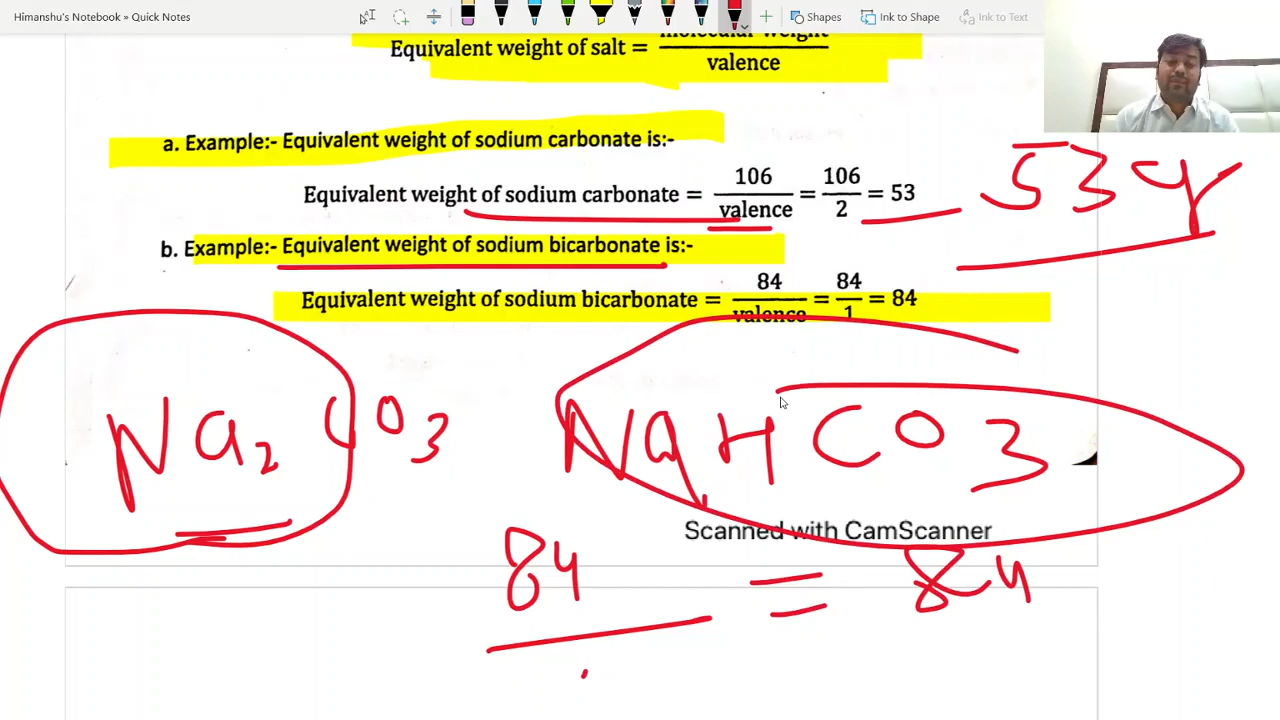 Himanshu's Notebook » Quick Notes
Shapes
Ink to Shape
Ink to Text
molecular weight
Equivalent weight of salt =
valence
a. Example:- Equivalent weight of sodium carbonate is:-
Equivalent weight of sodium carbonate = 106/valence = 106/2 = 53
53 gr
b. Example:- Equivalent weight of sodium bicarbonate is:-
Equivalent weight of sodium bicarbonate = 84/valence = 84/1 = 84
Na2CO3 NaHCO3
Scanned with CamScanner
84 = 84